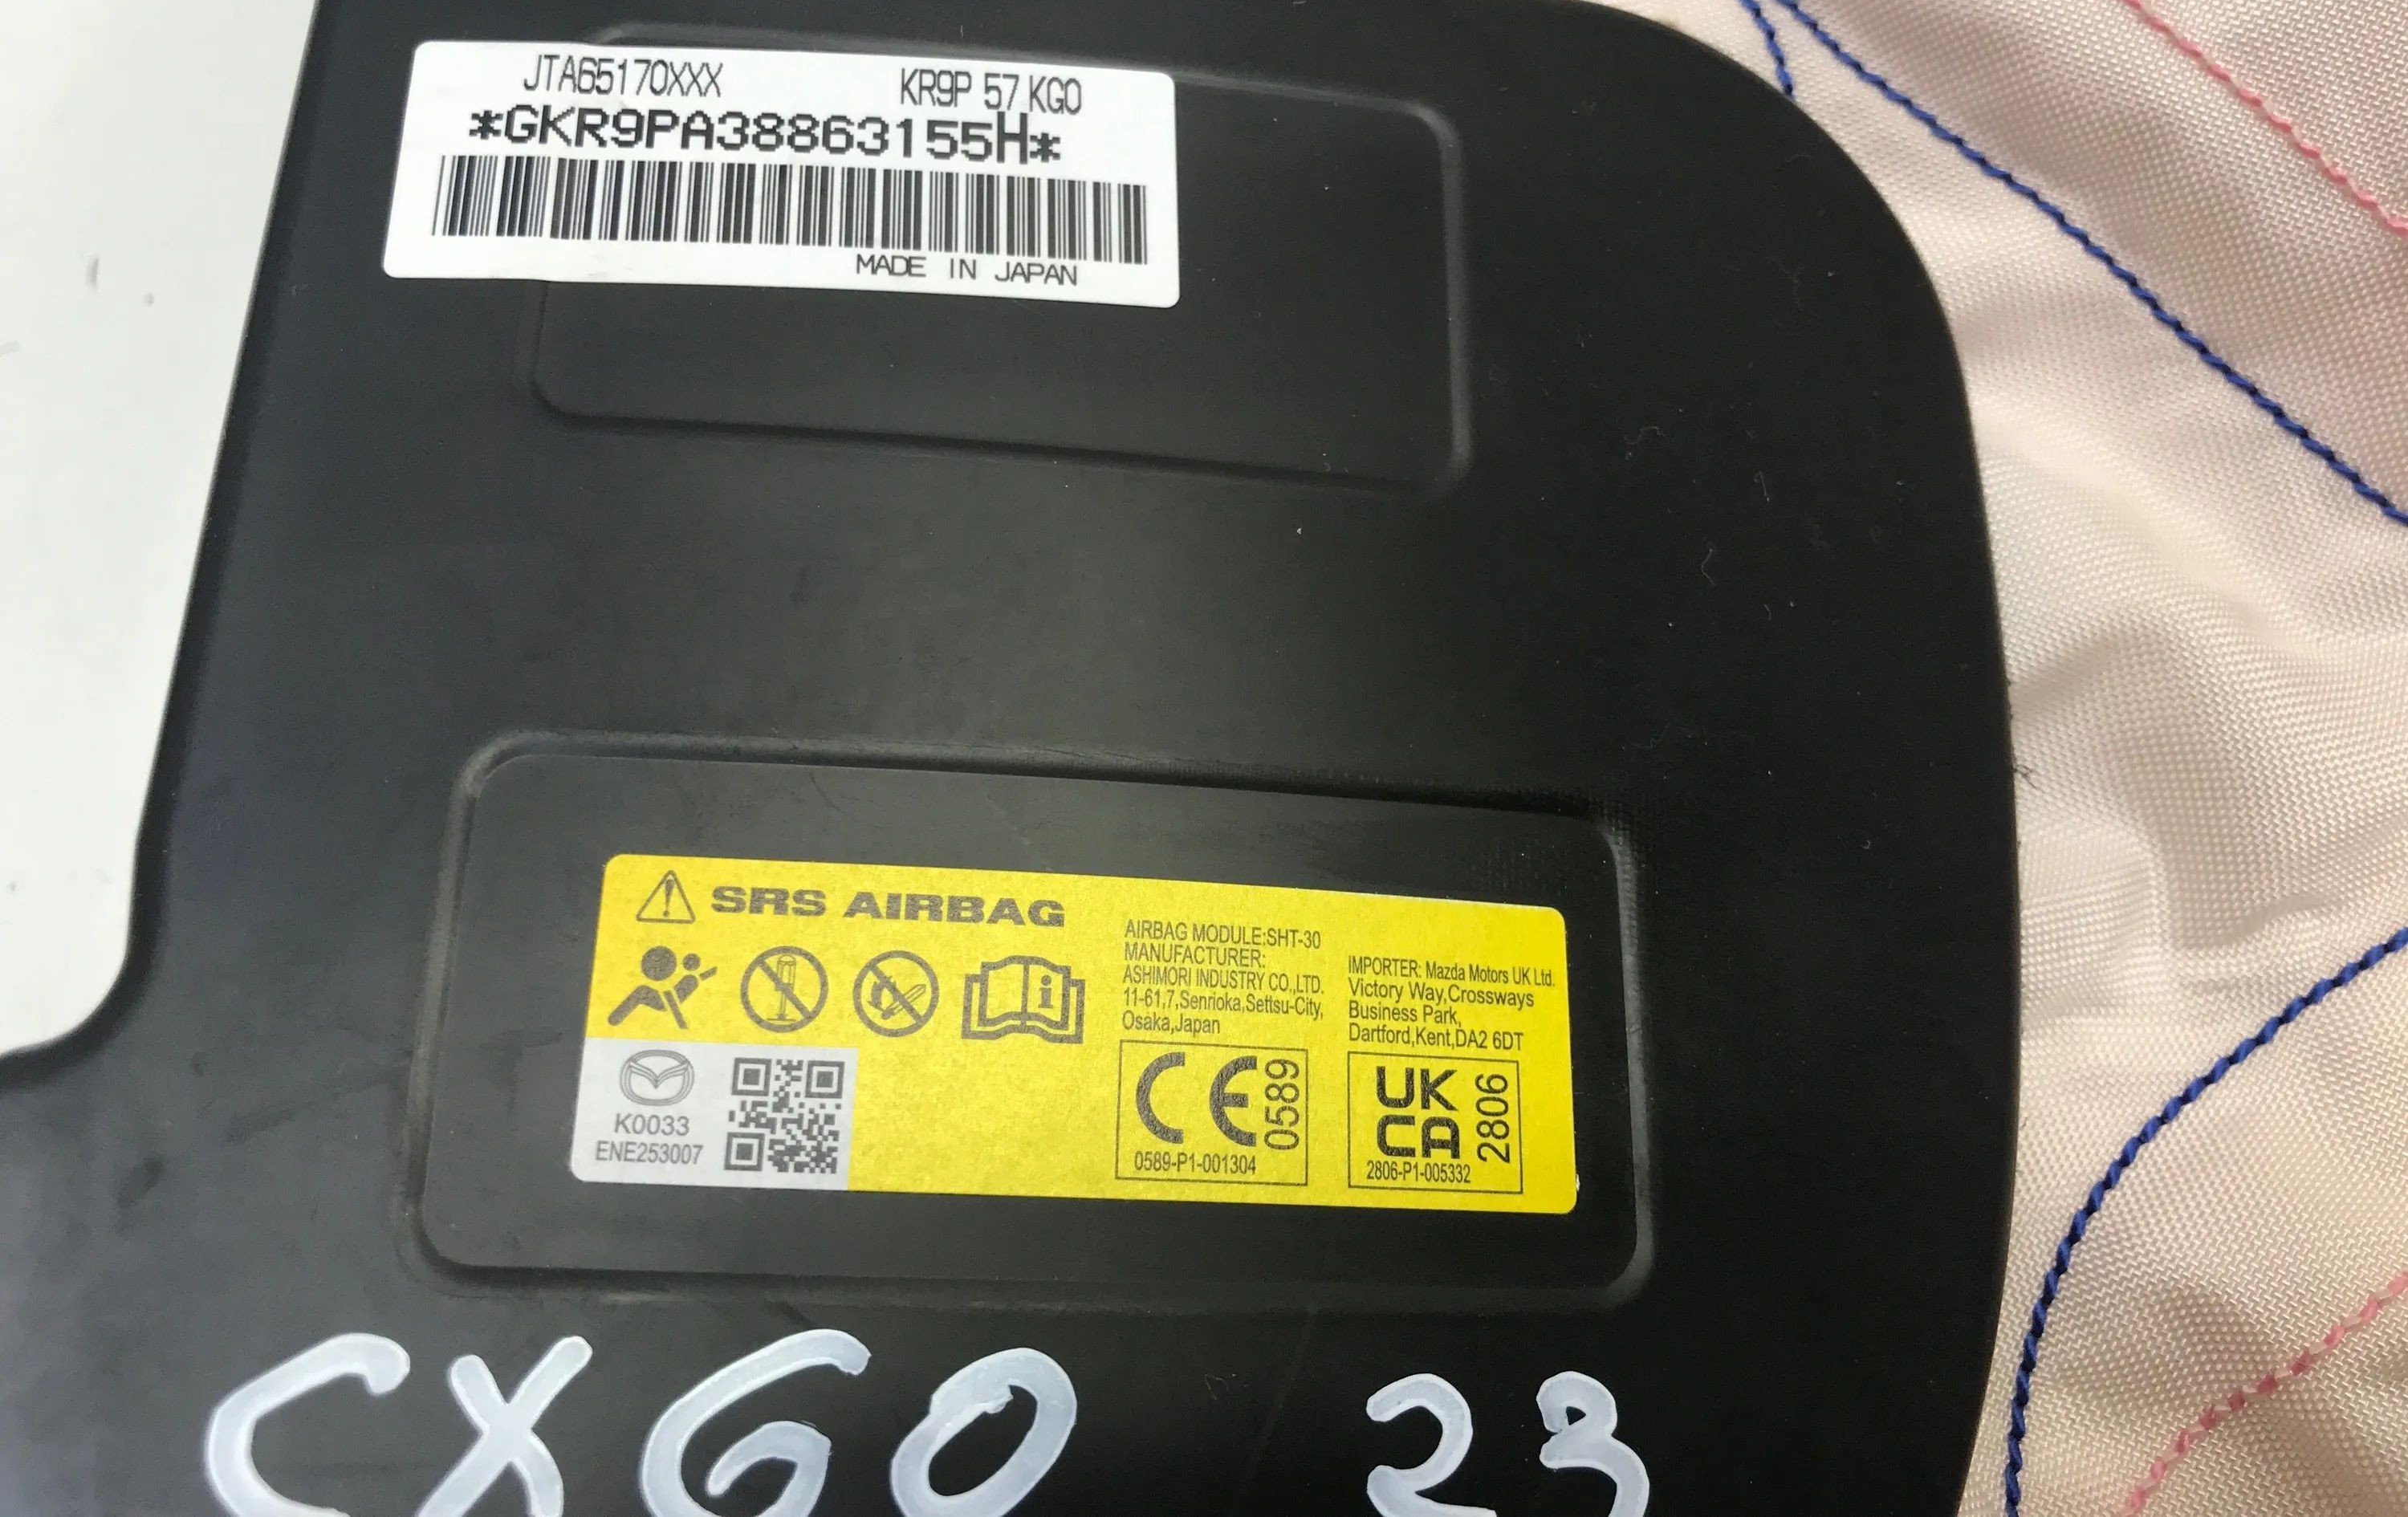 JTA65170XXX KR9P 57 KG0
*GKR9PA38863155H*
MADE IN JAPAN
SRS AIRBAG
AIRBAG MODULE:SHT-30
MANUFACTURER:
ASHIMORI INDUSTRY CO.,LTD.
11-61,7,Senrioka,Settsu-City,
Osaka,Japan
IMPORTER: Mazda Motors UK Ltd.
Victory Way,Crossways
Business Park,
Dartford,Kent,DA2 6DT
K0033
ENE253007
CE 0589
0589-P1-001304
UK
CA 2806
2806-P1-005332
CX60 23